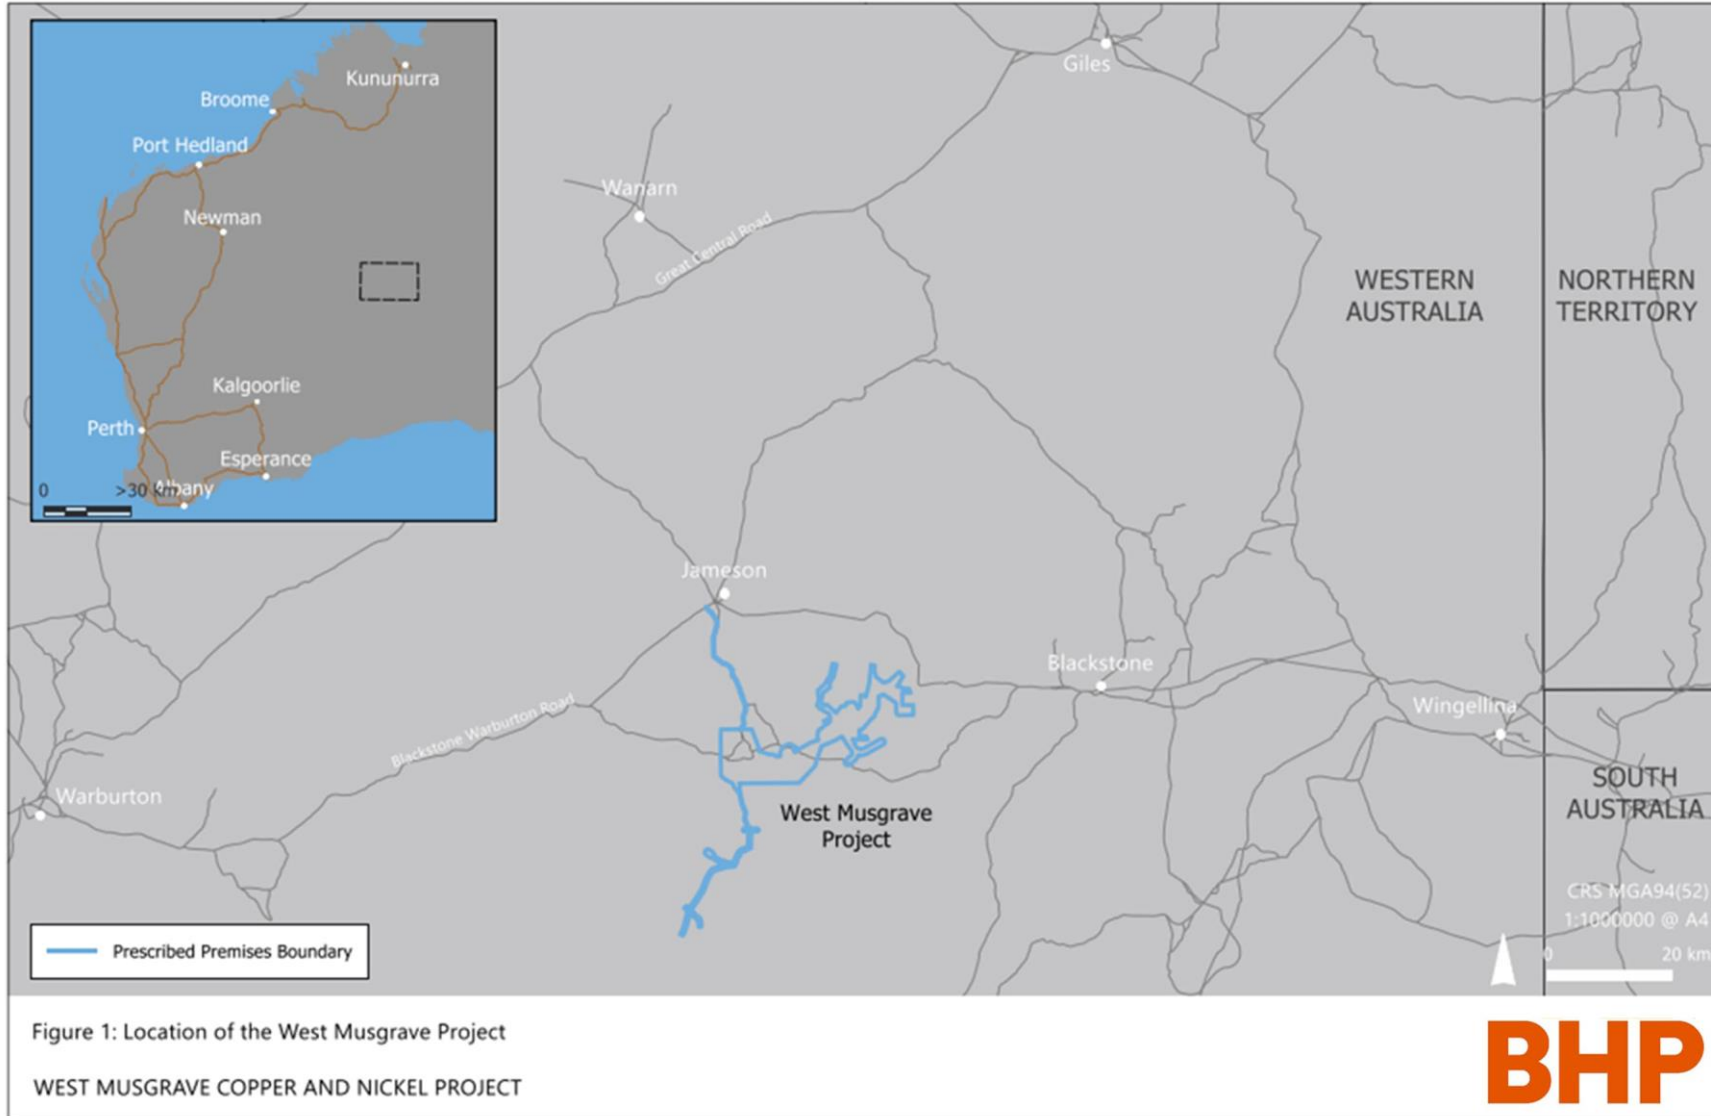 Kununurra
Broome
Port Hedland
Newman
Kalgoorlie
Perth
Esperance
Albany
0 >30 km
Giles
Wanarn
Great Central Road
WESTERN
AUSTRALIA
NORTHERN
TERRITORY
Jameson
Blackstone
Wingellina
Blackstone Warburton Road
Warburton
SOUTH
AUSTRALIA
West Musgrave
Project
CRS MGA94(52)
1:1000000 @ A4
0 20 km
Prescribed Premises Boundary
Figure 1: Location of the West Musgrave Project
WEST MUSGRAVE COPPER AND NICKEL PROJECT
BHP